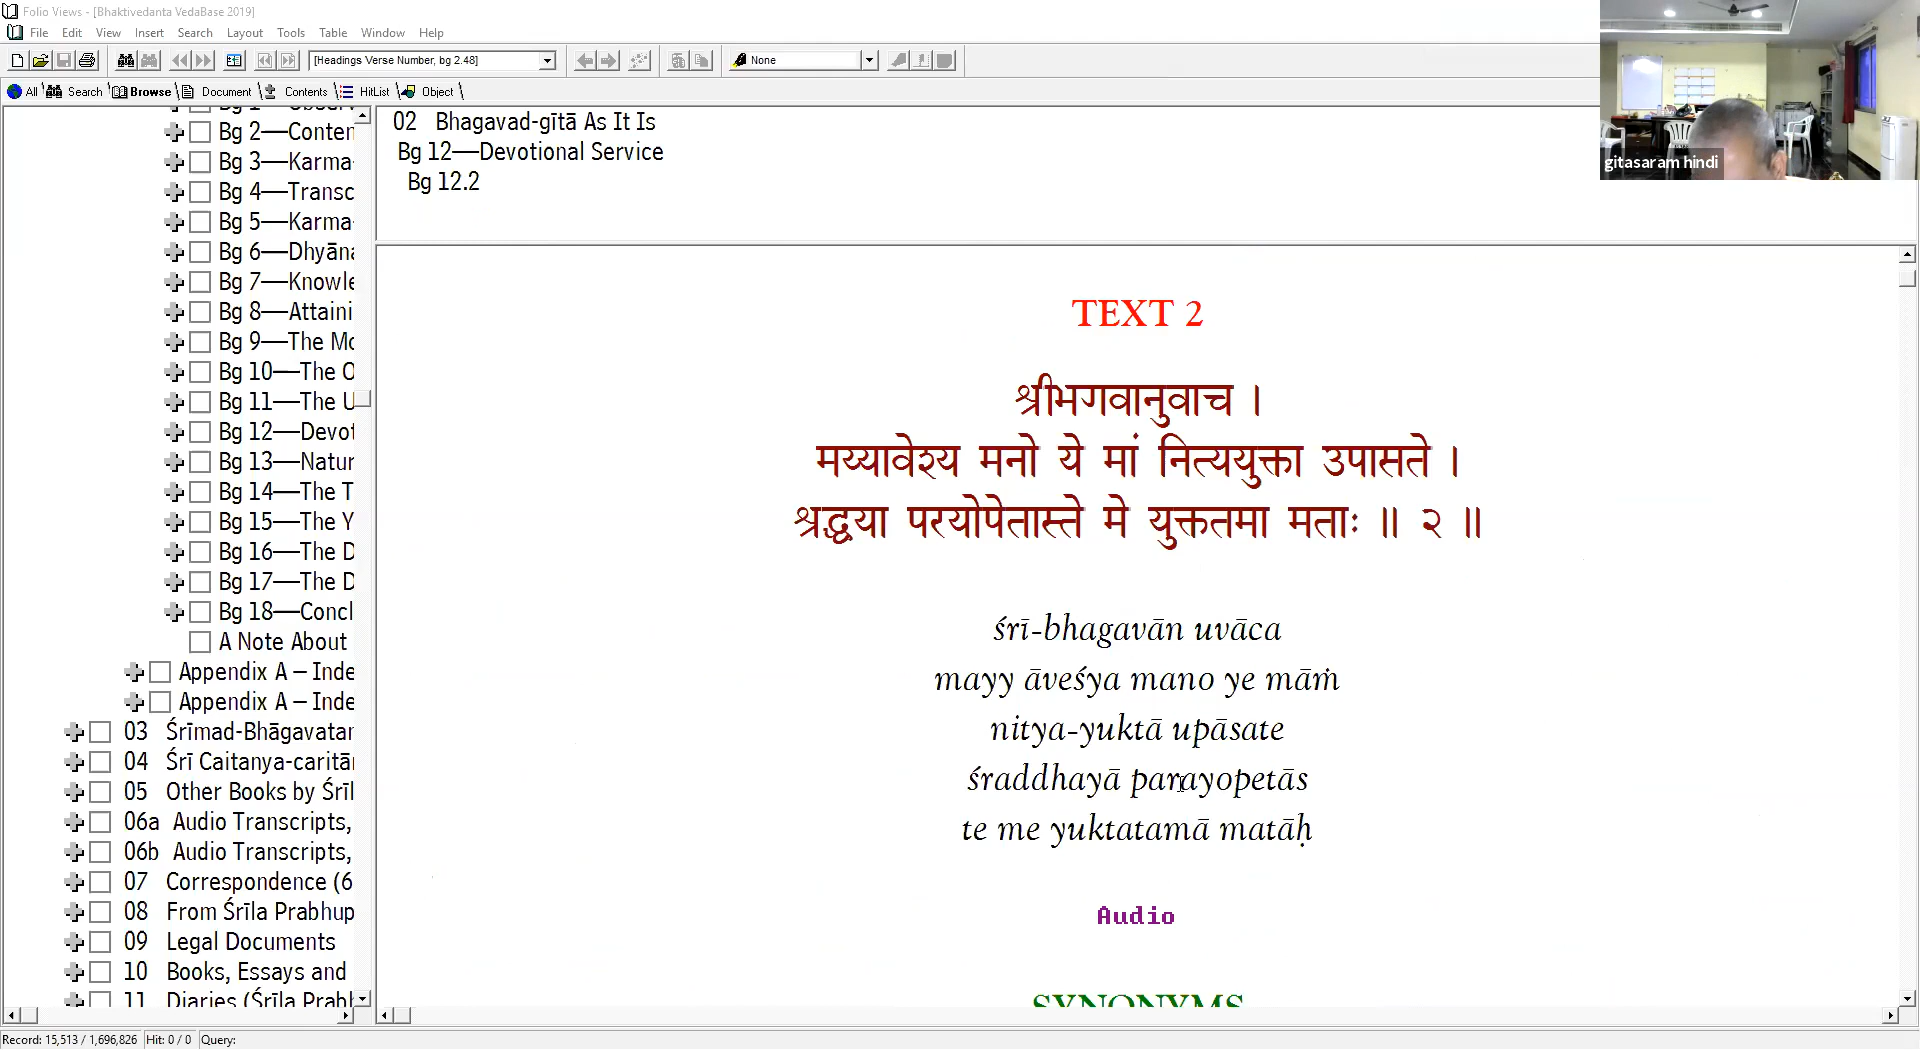 Folio Views - [Bhaktivedanta VedaBase 2019]
File Edit View Insert Search Layout Tools Table Window Help
[Headings Verse Number, bg 2.48]
None
All Search Browse Document Contents HitList Object
Bg 2—Conten
Bg 3—Karma-
Bg 4—Transc
Bg 5—Karma-
Bg 6—Dhyāna
Bg 7—Knowle
Bg 8—Attaini
Bg 9—The Mo
Bg 10—The O
Bg 11—The U
Bg 12—Devot
Bg 13—Natur
Bg 14—The T
Bg 15—The Y
Bg 16—The D
Bg 17—The D
Bg 18—Concl
A Note About
Appendix A – Inde
Appendix A – Inde
03 Śrīmad-Bhāgavatar
04 Śrī Caitanya-caritār
05 Other Books by Śrīl
06a Audio Transcripts,
06b Audio Transcripts,
07 Correspondence (6
08 From Śrīla Prabhup
09 Legal Documents
10 Books, Essays and
11 Diaries (Śrīla Prabh
02 Bhagavad-gītā As It Is
Bg 12—Devotional Service
Bg 12.2
TEXT 2
श्रीभगवानुवाच ।
मय्यावेश्य मनो ये मां नित्ययुक्ता उपासते ।
श्रद्धया परयोपेतास्ते मे युक्ततमा मताः ॥ २ ॥
śrī-bhagavān uvāca
mayy āveśya mano ye māṁ
nitya-yuktā upāsate
śraddhayā parayopetās
te me yuktatamā matāḥ
Audio
SYNONYMS
gitasaram hindi
Record: 15,513 / 1,696,826 Hit: 0 / 0 Query: